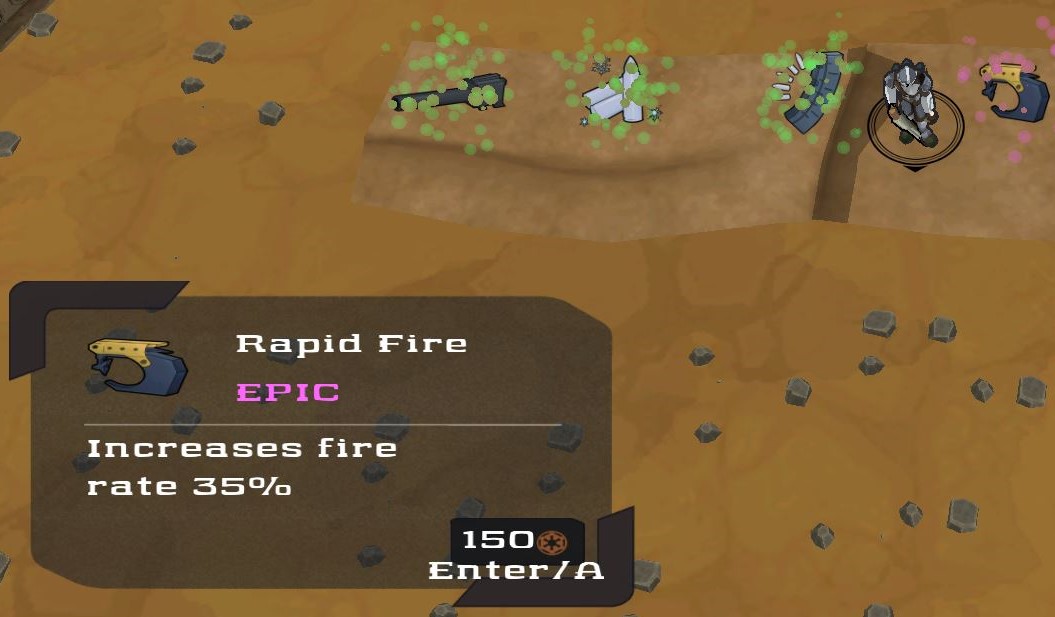 Rapid Fire
EPIC
Increases fire
rate 35%
150
Enter/A